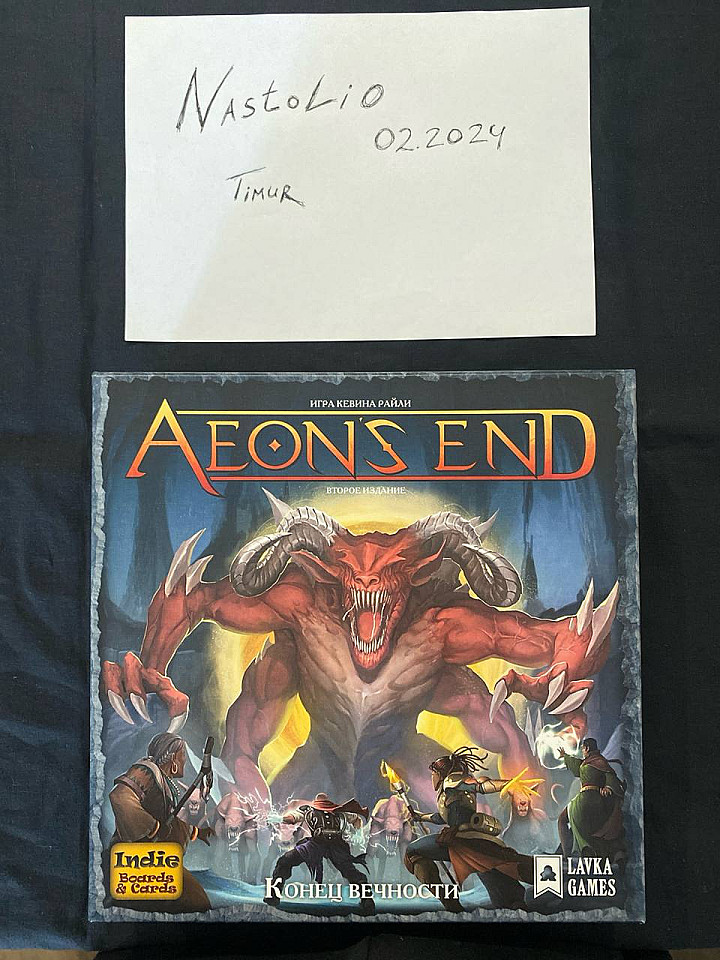 NastoLio
02.2024
Timur
ИГРА КЕВИНА РАЙЛИ
AEON'S END
ВТОРОЕ ИЗДАНИЕ
Indie
Boards
& Cards
КОНЕЦ ВЕЧНОСТИ
LAVKA
GAMES